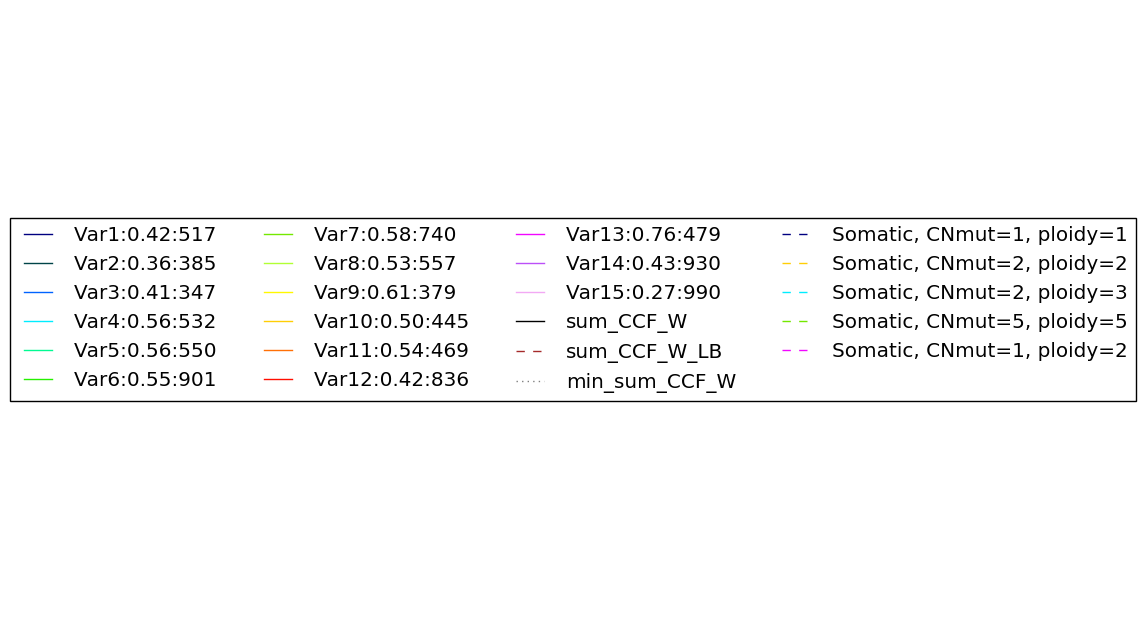 Var1:0.42:517
Var2:0.36:385
Var3:0.41:347
Var4:0.56:532
Var5:0.56:550
Var6:0.55:901
Var7:0.58:740
Var8:0.53:557
Var9:0.61:379
Var10:0.50:445
Var11:0.54:469
Var12:0.42:836
Var13:0.76:479
Var14:0.43:930
Var15:0.27:990
sum_CCF_W
sum_CCF_W_LB
min_sum_CCF_W
Somatic, CNmut=1, ploidy=1
Somatic, CNmut=2, ploidy=2
Somatic, CNmut=2, ploidy=3
Somatic, CNmut=5, ploidy=5
Somatic, CNmut=1, ploidy=2